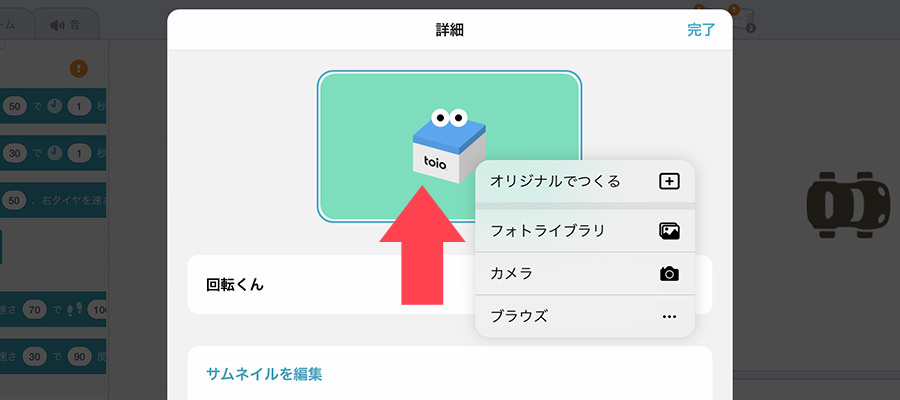 ーム
音
詳細
完了
50 で 1 秒
30 で 1 秒
50 、右タイヤを速さ
toio
オリジナルでつくる
フォトライブラリ
カメラ
ブラウズ
回転くん
速さ 70 で 100
速さ 30 で 90 度
サムネイルを編集
2